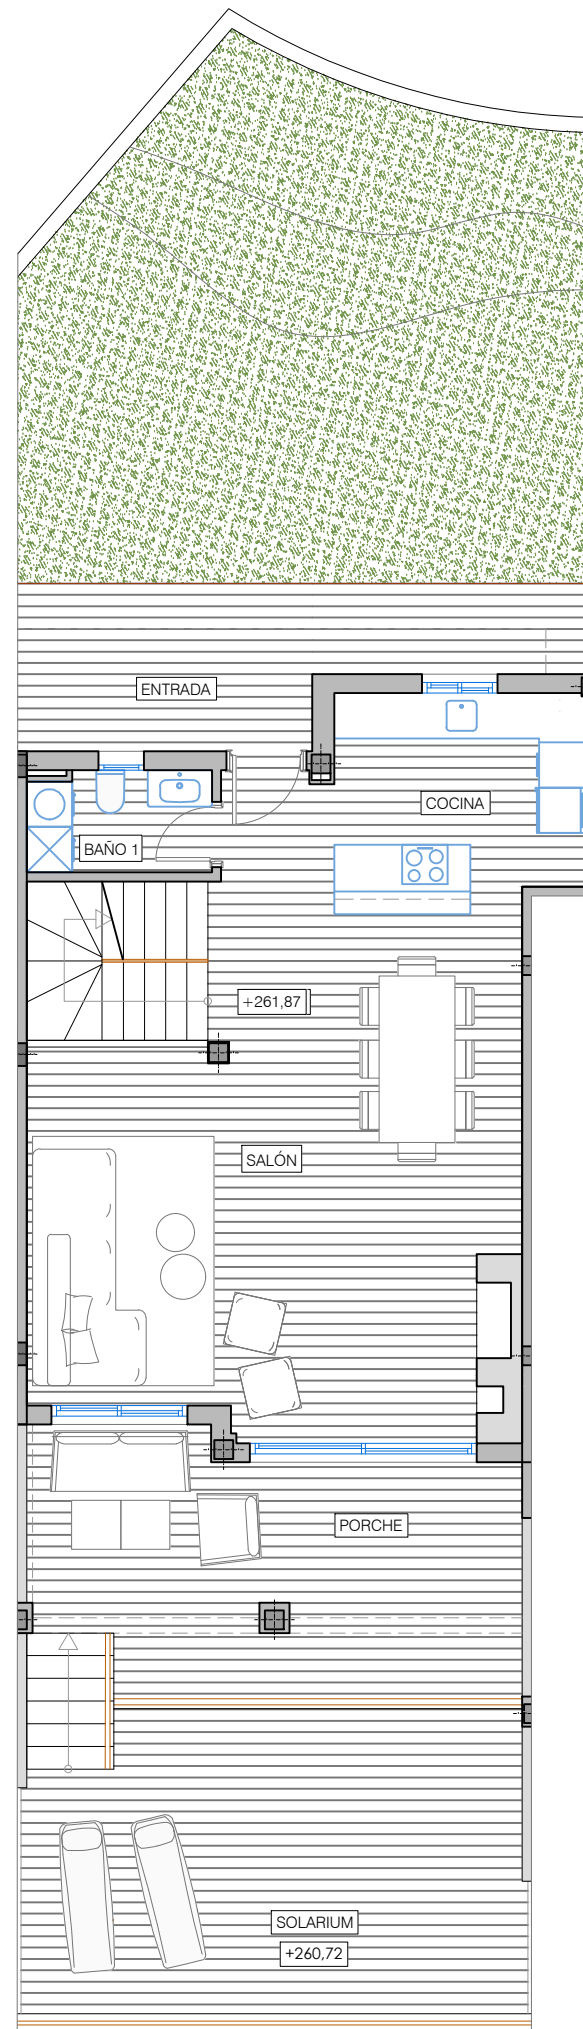 ENTRADA
COCINA
BAÑO 1
+261,87
SALÓN
PORCHE
SOLARIUM
+260,72